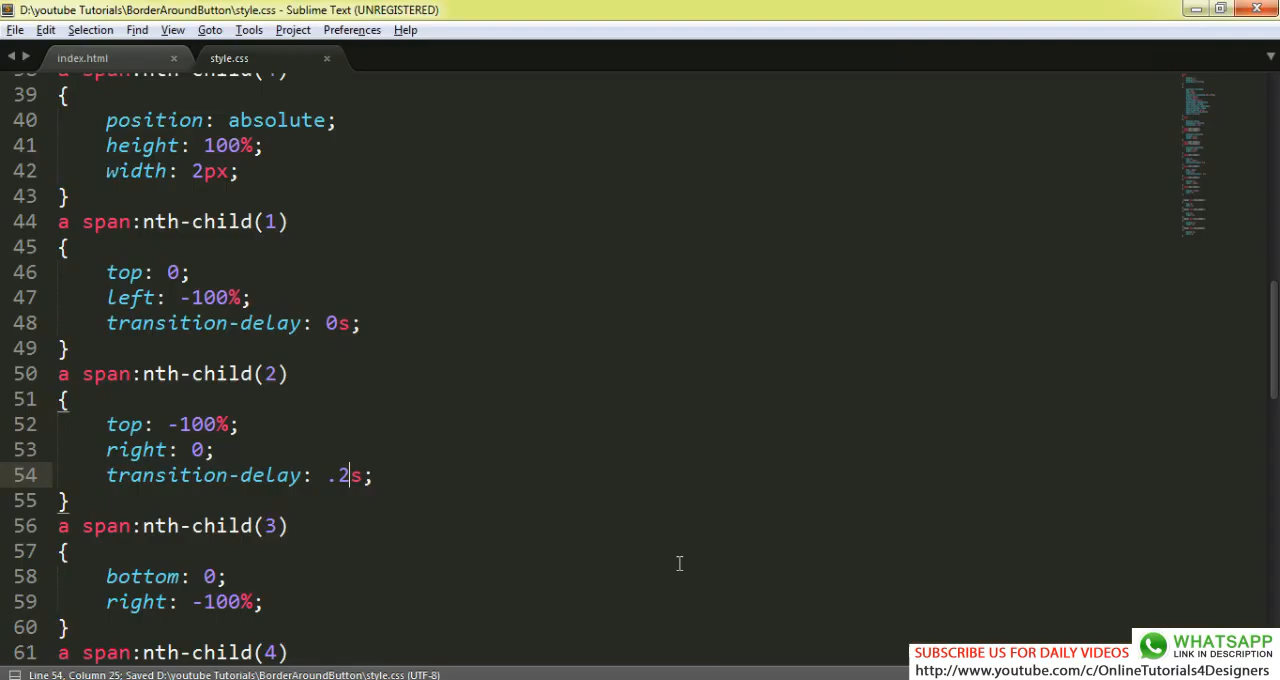 D:\youtube Tutorials\BorderAroundButton\style.css - Sublime Text (UNREGISTERED)
File Edit Selection Find View Goto Tools Project Preferences Help
index.html × style.css ×
38 a span:nth-child(4)
39 {
40 position: absolute;
41 height: 100%;
42 width: 2px;
43 }
44 a span:nth-child(1)
45 {
46 top: 0;
47 left: -100%;
48 transition-delay: 0s;
49 }
50 a span:nth-child(2)
51 {
52 top: -100%;
53 right: 0;
54 transition-delay: .2s;
55 }
56 a span:nth-child(3)
57 {
58 bottom: 0;
59 right: -100%;
60 }
61 a span:nth-child(4)
WHATSAPP
LINK IN DESCRIPTION
SUBSCRIBE US FOR DAILY VIDEOS
http://www.youtube.com/c/OnlineTutorials4Designers
Line 54, Column 25; Saved D:\youtube Tutorials\BorderAroundButton\style.css (UTF-8)